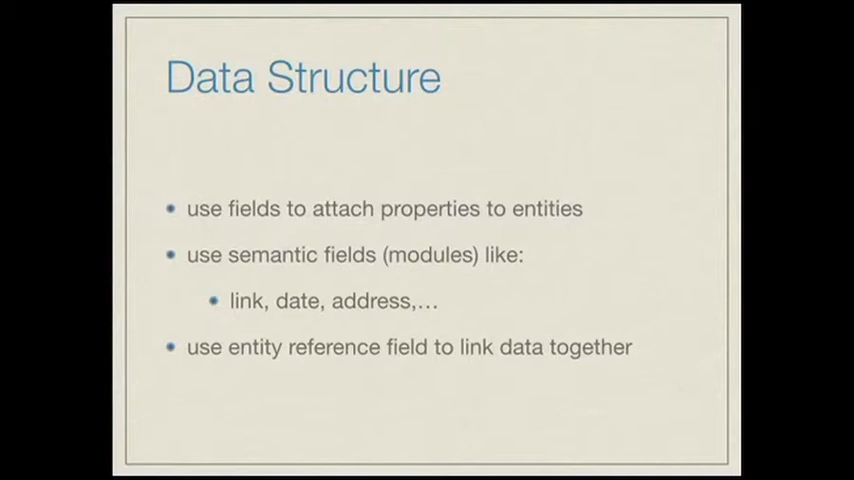 Data Structure
use fields to attach properties to entities
use semantic fields (modules) like:
link, date, address,…
use entity reference field to link data together